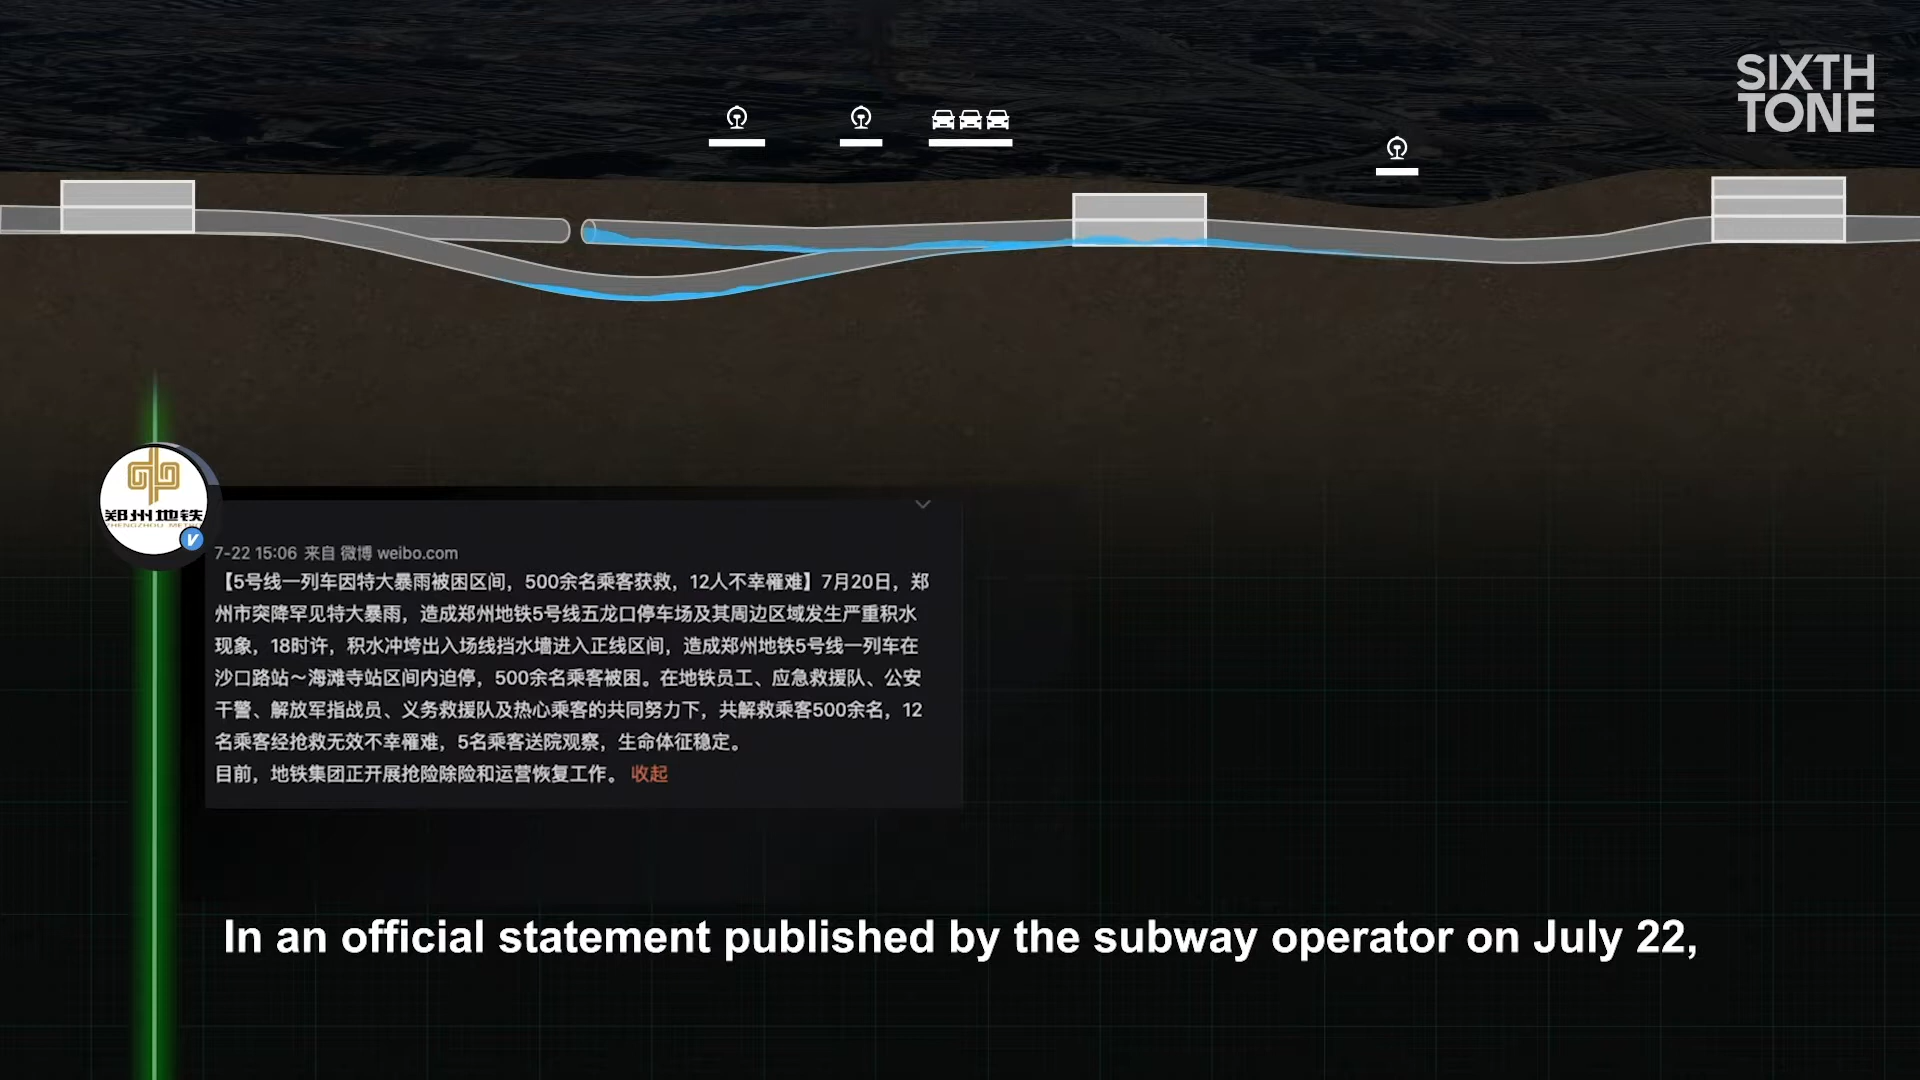 SIXTH
TONE
郑州地铁
ZHENGZHOU METRO
7-22 15:06 来自 微博 weibo.com
【5号线一列车因特大暴雨被困区间，500余名乘客获救，12人不幸罹难】7月20日，郑
州市突降罕见特大暴雨，造成郑州地铁5号线五龙口停车场及其周边区域发生严重积水
现象，18时许，积水冲垮出入场线挡水墙进入正线区间，造成郑州地铁5号线一列车在
沙口路站～海滩寺站区间内迫停，500余名乘客被困。在地铁员工、应急救援队、公安
干警、解放军指战员、义务救援队及热心乘客的共同努力下，共解救乘客500余名，12
名乘客经抢救无效不幸罹难，5名乘客送院观察，生命体征稳定。
目前，地铁集团正开展抢险除险和运营恢复工作。 收起
In an official statement published by the subway operator on July 22,